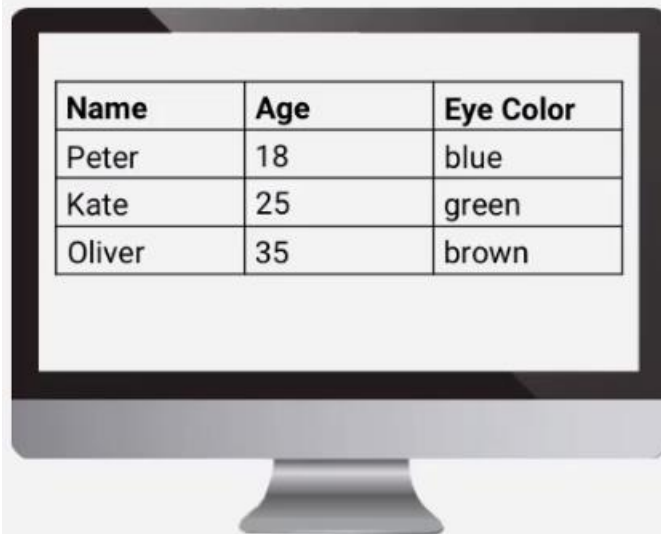 Name Age Eye Color
Peter 18 blue
Kate 25 green
Oliver 35 brown